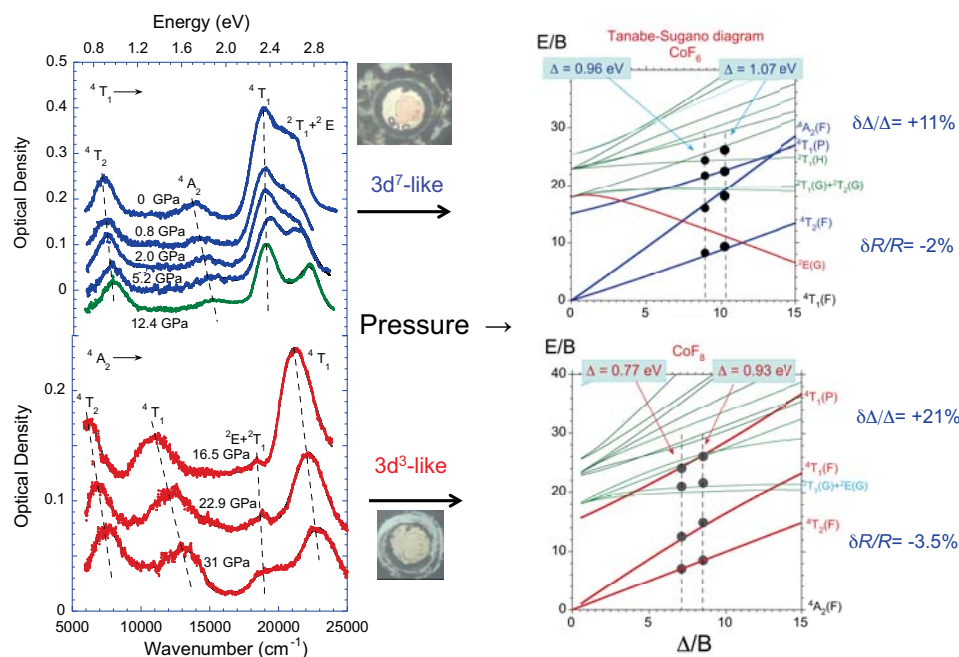 Energy (eV)
0.8 1.2 1.6 2.0 2.4 2.8
Optical Density
0.4
0.3
0.2
0.1
0
⁴T₁ →
⁴T₂
⁴A₂
⁴T₁
²T₁+²E
0 GPa
0.8 GPa
2.0 GPa
5.2 GPa
12.4 GPa
3d⁷-like
Pressure →
Tanabe-Sugano diagram
CoF₆
E/B
Δ = 0.96 eV
Δ = 1.07 eV
30
20
10
0
0 5 10 15
⁴A₂(F)
⁴T₁(P)
²T₁(H)
²T₁(G)+²T₂(G)
⁴T₂(F)
²E(G)
⁴T₁(F)
δΔ/Δ= +11%
δR/R= -2%
Optical Density
0.2
0.1
0
⁴A₂ →
⁴T₂
⁴T₁
²E+²T₁
⁴T₁
16.5 GPa
22.9 GPa
31 GPa
5000 10000 15000 20000 25000
Wavenumber (cm⁻¹)
3d³-like
E/B
CoF₈
Δ = 0.77 eV
Δ = 0.93 eV
40
30
20
10
0
0 5 10 15
Δ/B
⁴T₁(P)
⁴T₁(F)
²T₁(G)+²E(G)
⁴T₂(F)
⁴A₂(F)
δΔ/Δ= +21%
δR/R= -3.5%